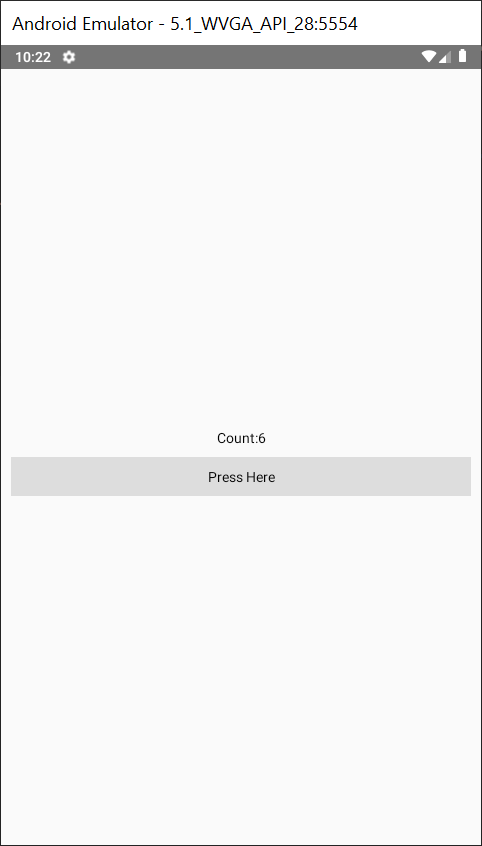 Android Emulator - 5.1_WVGA_API_28:5554
10:22
Count:6
Press Here